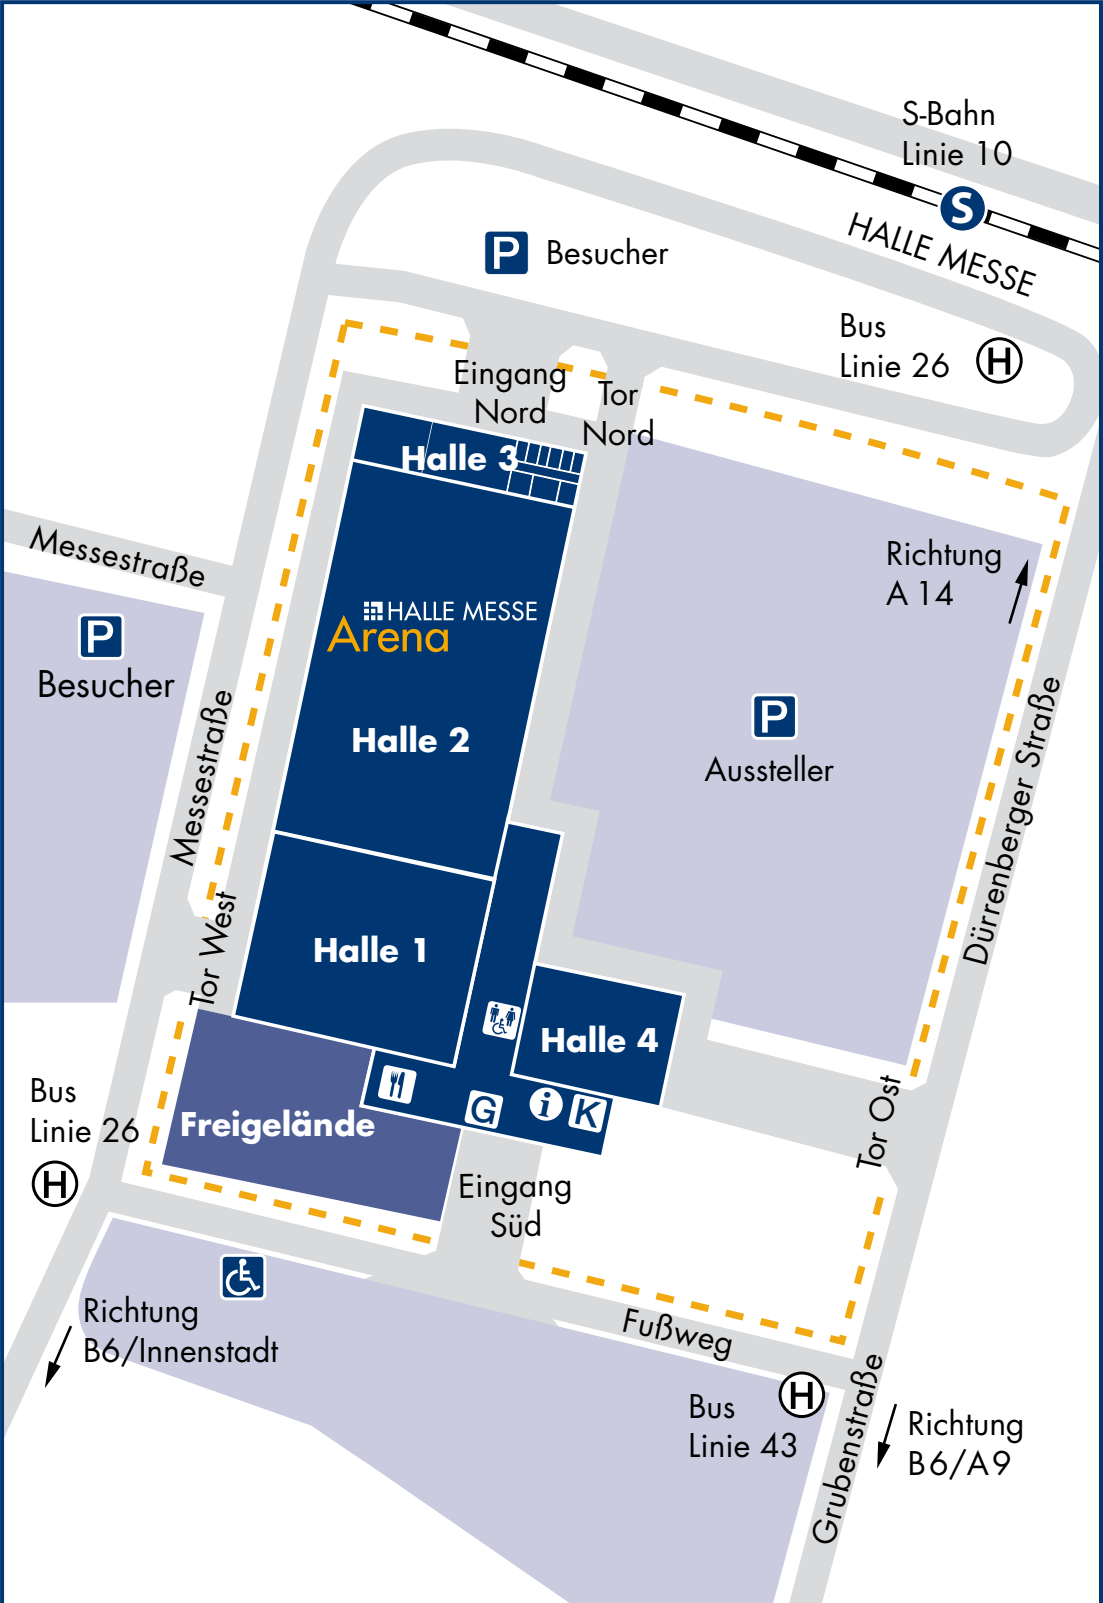 S-Bahn
Linie 10
S
HALLE MESSE
P Besucher
Bus
Linie 26
H
Eingang
Nord
Tor
Nord
Halle 3
Messestraße
Richtung
A 14
HALLE MESSE
Arena
P
Besucher
Messestraße
Halle 2
P
Aussteller
Dürrenberger Straße
Tor West
Halle 1
Halle 4
Bus
Linie 26
H
Freigelände
G
i
K
Tor Ost
Eingang
Süd
Richtung
B6/Innenstadt
Fußweg
Bus
Linie 43
H
Grubenstraße
Richtung
B6/A9